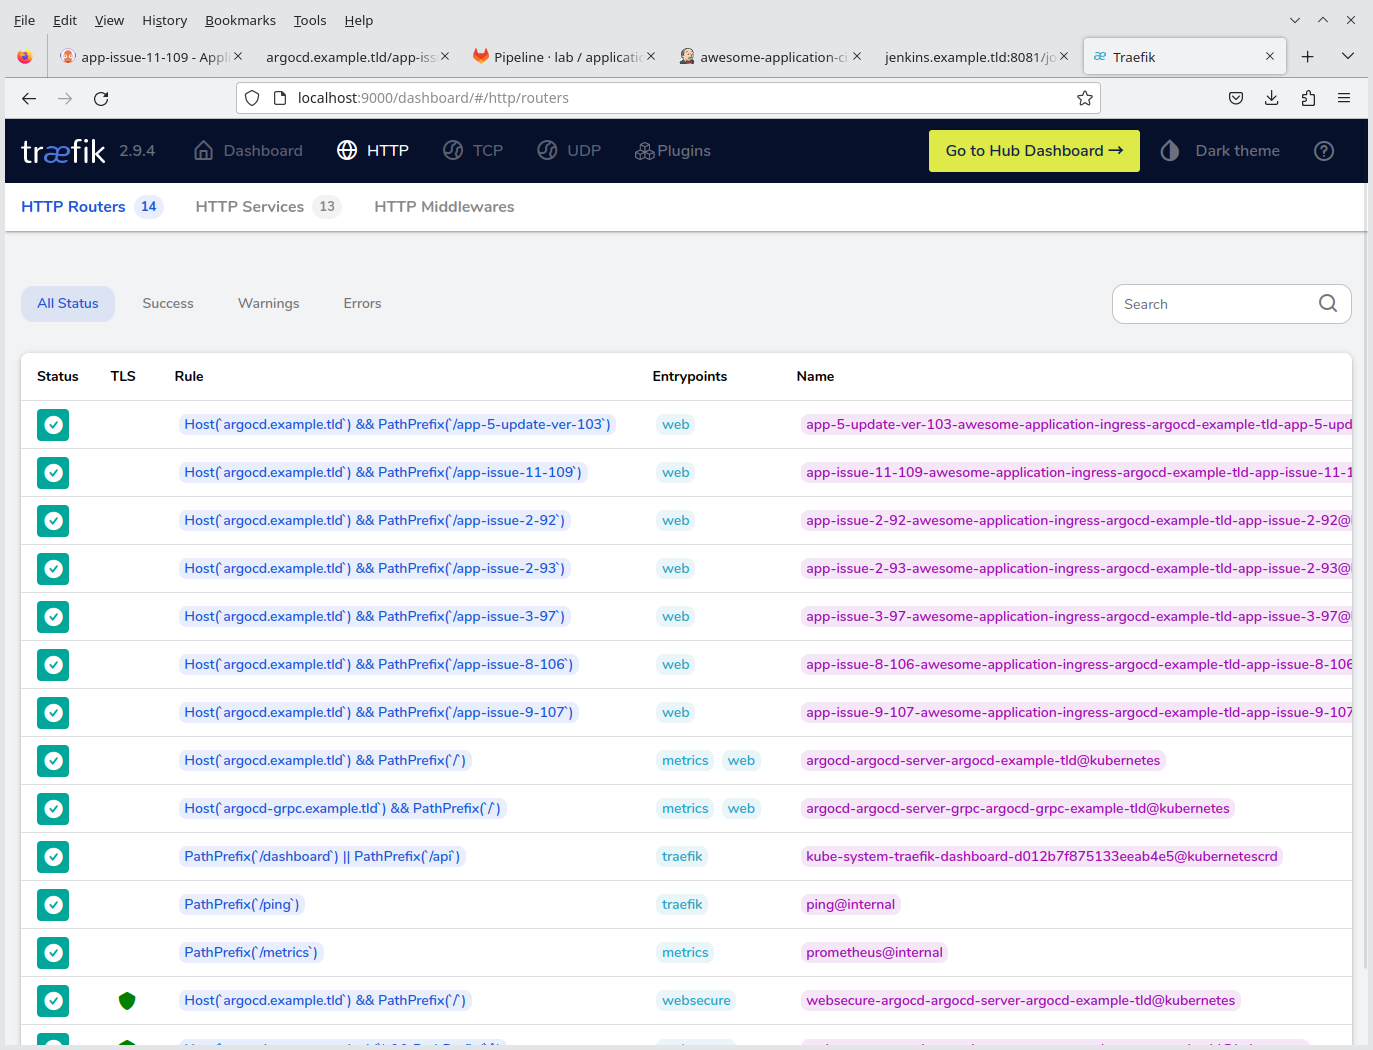 File Edit View History Bookmarks Tools Help
app-issue-11-109 - Appli argocd.example.tld/app-iss Pipeline · lab / applicatio awesome-application-ci jenkins.example.tld:8081/jo Traefik
localhost:9000/dashboard/#/http/routers
træfik 2.9.4 Dashboard HTTP TCP UDP Plugins Go to Hub Dashboard → Dark theme
HTTP Routers 14 HTTP Services 13 HTTP Middlewares
All Status Success Warnings Errors Search
Status TLS Rule Entrypoints Name
Host(`argocd.example.tld`) && PathPrefix(`/app-5-update-ver-103`) web app-5-update-ver-103-awesome-application-ingress-argocd-example-tld-app-5-upd
Host(`argocd.example.tld`) && PathPrefix(`/app-issue-11-109`) web app-issue-11-109-awesome-application-ingress-argocd-example-tld-app-issue-11-1
Host(`argocd.example.tld`) && PathPrefix(`/app-issue-2-92`) web app-issue-2-92-awesome-application-ingress-argocd-example-tld-app-issue-2-92@
Host(`argocd.example.tld`) && PathPrefix(`/app-issue-2-93`) web app-issue-2-93-awesome-application-ingress-argocd-example-tld-app-issue-2-93@
Host(`argocd.example.tld`) && PathPrefix(`/app-issue-3-97`) web app-issue-3-97-awesome-application-ingress-argocd-example-tld-app-issue-3-97@
Host(`argocd.example.tld`) && PathPrefix(`/app-issue-8-106`) web app-issue-8-106-awesome-application-ingress-argocd-example-tld-app-issue-8-106
Host(`argocd.example.tld`) && PathPrefix(`/app-issue-9-107`) web app-issue-9-107-awesome-application-ingress-argocd-example-tld-app-issue-9-107
Host(`argocd.example.tld`) && PathPrefix(`/`) metrics web argocd-argocd-server-argocd-example-tld@kubernetes
Host(`argocd-grpc.example.tld`) && PathPrefix(`/`) metrics web argocd-argocd-server-grpc-argocd-grpc-example-tld@kubernetes
PathPrefix(`/dashboard`) || PathPrefix(`/api`) traefik kube-system-traefik-dashboard-d012b7f875133eeab4e5@kubernetescrd
PathPrefix(`/ping`) traefik ping@internal
PathPrefix(`/metrics`) metrics prometheus@internal
Host(`argocd.example.tld`) && PathPrefix(`/`) websecure websecure-argocd-argocd-server-argocd-example-tld@kubernetes